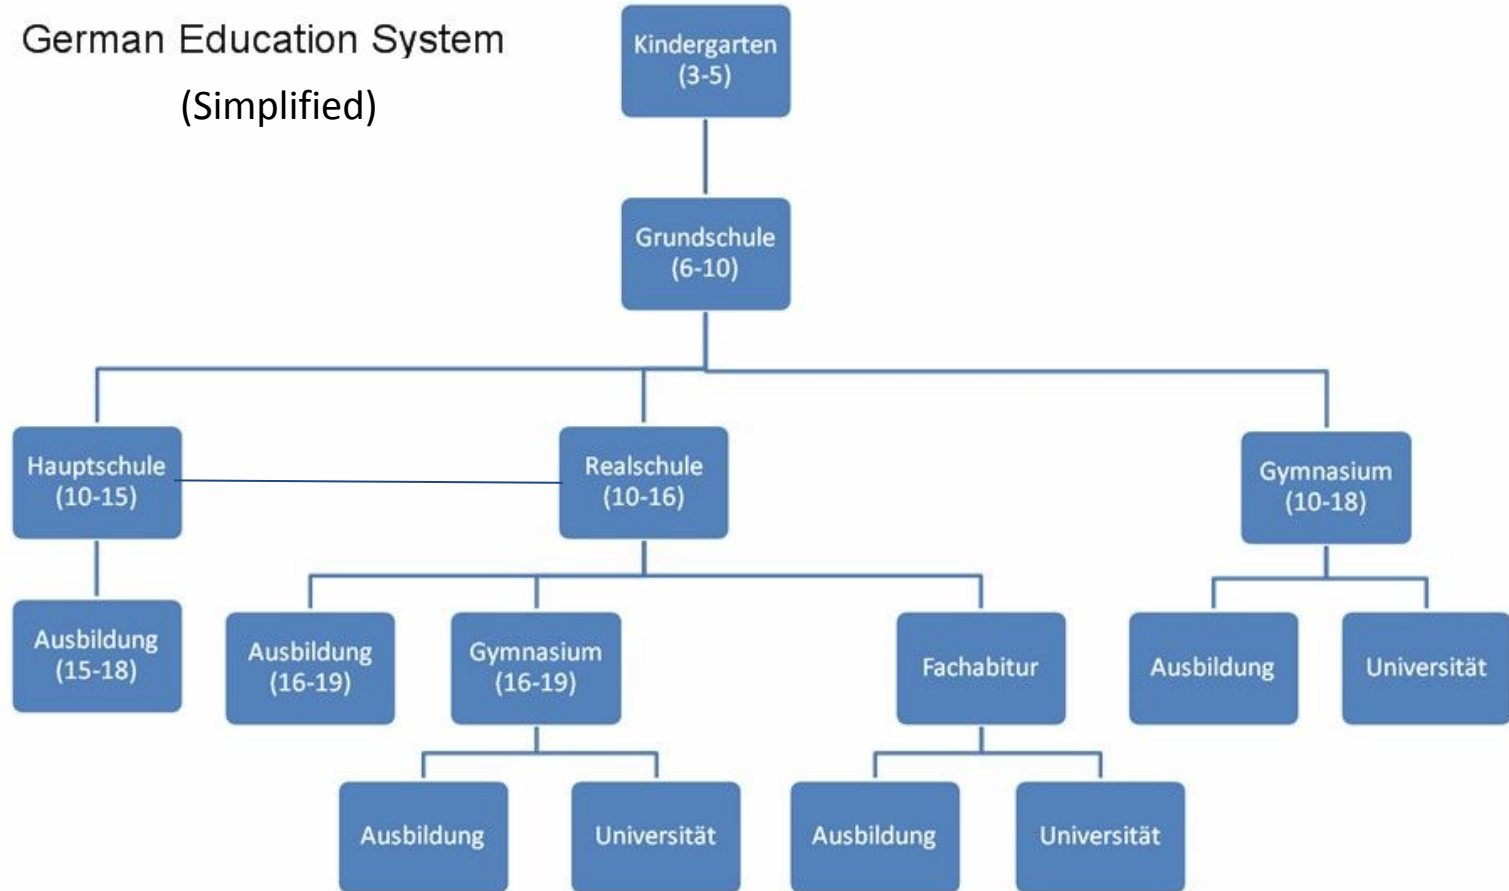 German Education System
(Simplified)
Kindergarten
(3-5)
Grundschule
(6-10)
Hauptschule
(10-15)
Realschule
(10-16)
Gymnasium
(10-18)
Ausbildung
(15-18)
Ausbildung
(16-19)
Gymnasium
(16-19)
Fachabitur
Ausbildung
Universität
Ausbildung
Universität
Ausbildung
Universität